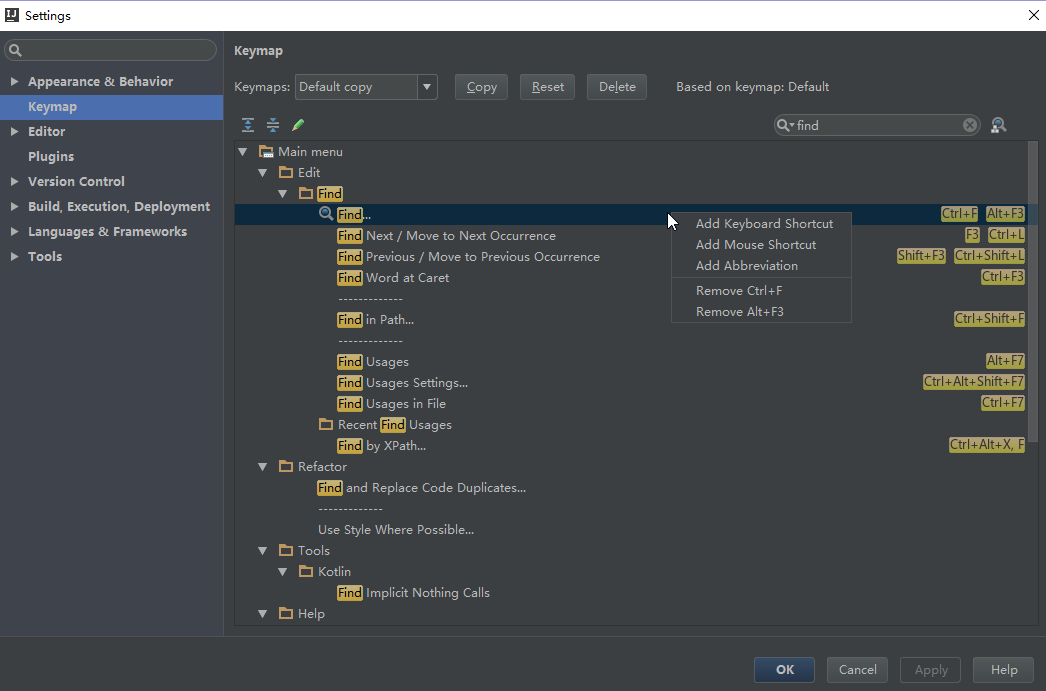 IJ Settings
Appearance & Behavior
Keymap
Editor
Plugins
Version Control
Build, Execution, Deployment
Languages & Frameworks
Tools
Keymap
Keymaps: Default copy Copy Reset Delete Based on keymap: Default
find
Main menu
Edit
Find
Find... Ctrl+F Alt+F3
Find Next / Move to Next Occurrence F3 Ctrl+L
Find Previous / Move to Previous Occurrence Shift+F3 Ctrl+Shift+L
Find Word at Caret Ctrl+F3
-------------
Find in Path... Ctrl+Shift+F
-------------
Find Usages Alt+F7
Find Usages Settings... Ctrl+Alt+Shift+F7
Find Usages in File Ctrl+F7
Recent Find Usages
Find by XPath... Ctrl+Alt+X, F
Refactor
Find and Replace Code Duplicates...
-------------
Use Style Where Possible...
Tools
Kotlin
Find Implicit Nothing Calls
Help
Add Keyboard Shortcut
Add Mouse Shortcut
Add Abbreviation
Remove Ctrl+F
Remove Alt+F3
OK Cancel Apply Help